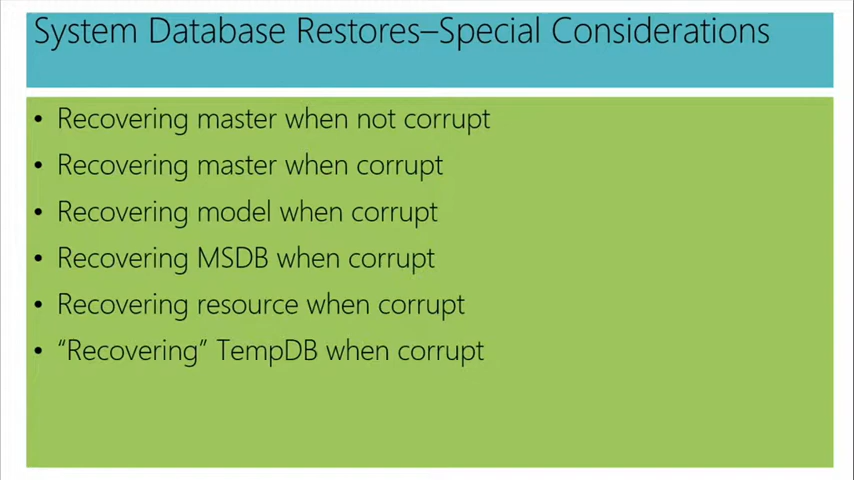 System Database Restores–Special Considerations
• Recovering master when not corrupt
• Recovering master when corrupt
• Recovering model when corrupt
• Recovering MSDB when corrupt
• Recovering resource when corrupt
• “Recovering” TempDB when corrupt